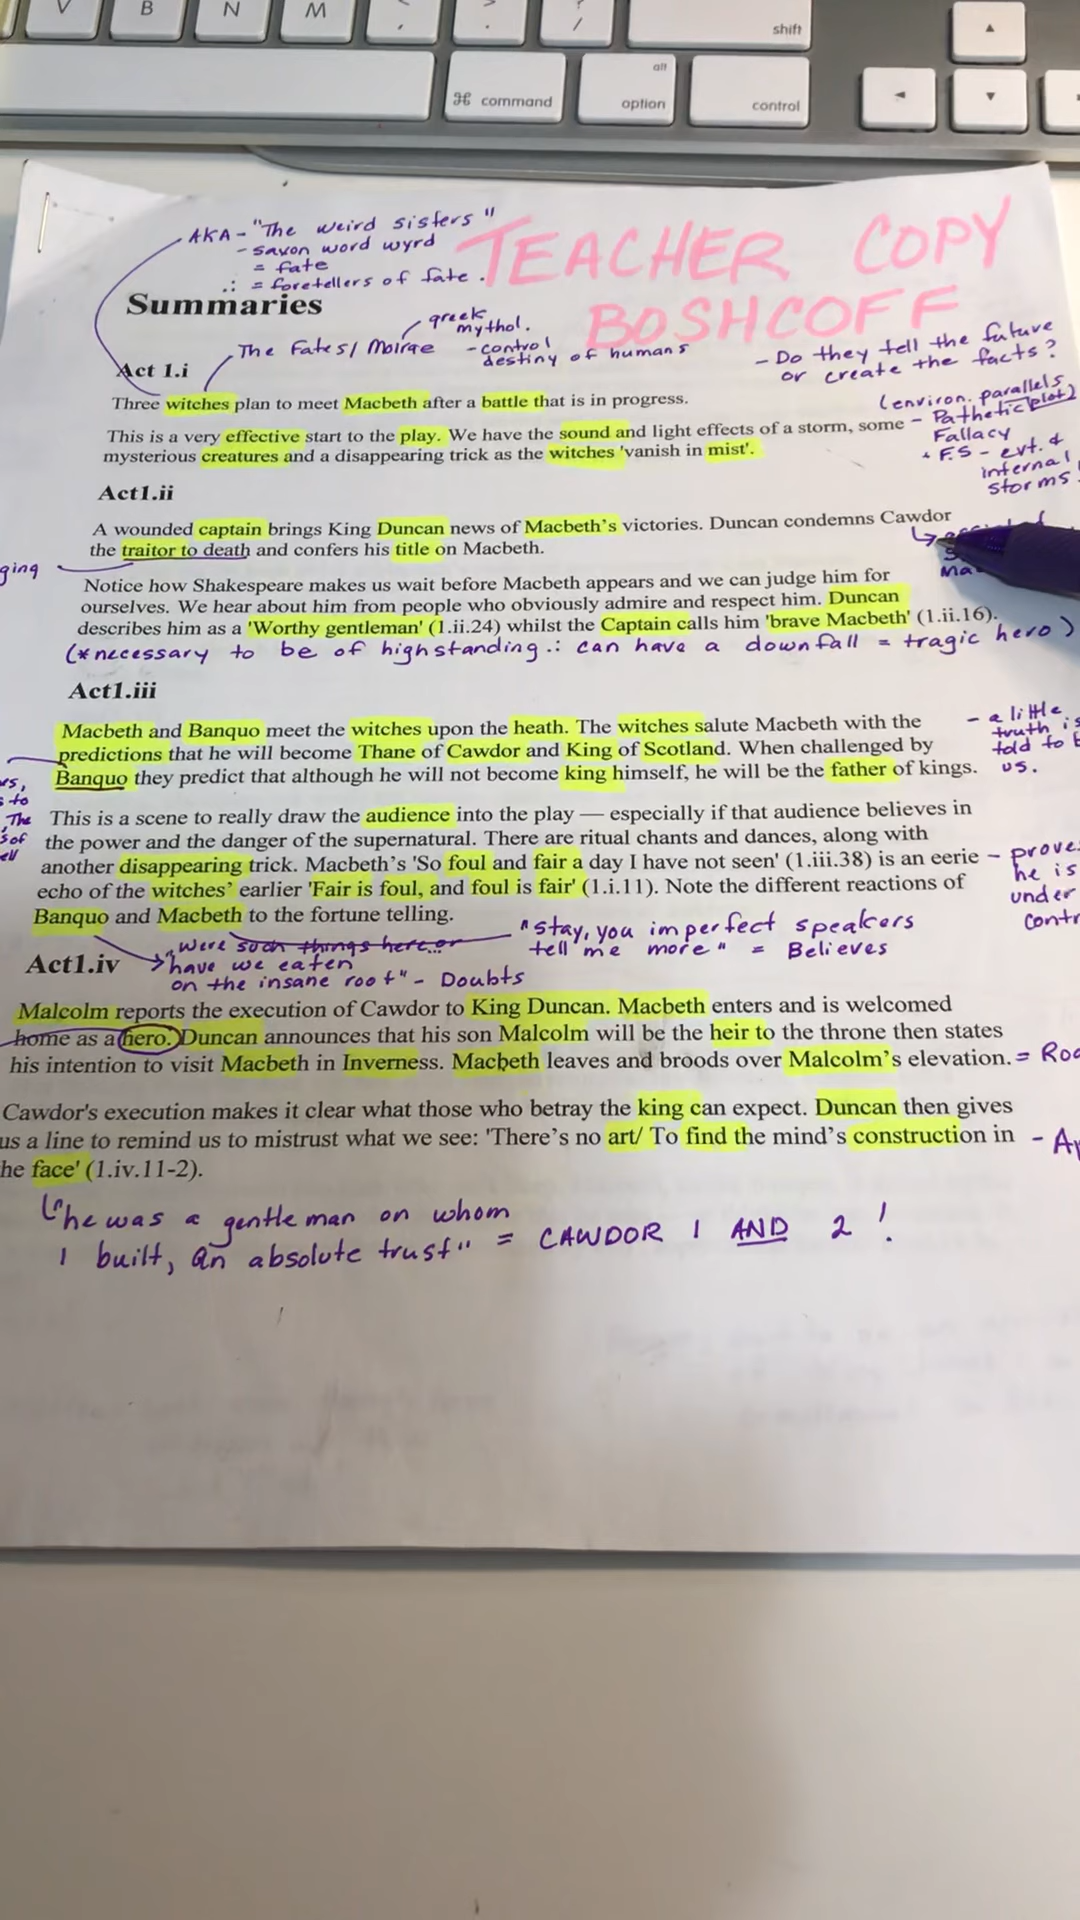 V B N M < , > . ? / shift
⌘ command alt option control ◄ ▲ ▼
AKA - "The weird sisters"
- saxon word wyrd
= fate
∴ = foretellers of fate.
TEACHER COPY
BOSHCOFF
Summaries
greek mythol.
The Fates/ Moirae - control destiny of humans
- Do they tell the future
or create the facts?
Act 1.i
Three witches plan to meet Macbeth after a battle that is in progress.
(environ. parallels plot)
This is a very effective start to the play. We have the sound and light effects of a storm, some
mysterious creatures and a disappearing trick as the witches 'vanish in mist'.
- Pathetic
Fallacy
+ F.S - ext. &
internal
storms!
Act1.ii
A wounded captain brings King Duncan news of Macbeth's victories. Duncan condemns Cawdor
the traitor to death and confers his title on Macbeth.
Notice how Shakespeare makes us wait before Macbeth appears and we can judge him for
ourselves. We hear about him from people who obviously admire and respect him. Duncan
describes him as a 'Worthy gentleman' (1.ii.24) whilst the Captain calls him 'brave Macbeth' (1.ii.16).
(*necessary to be of highstanding ∴ can have a downfall = tragic hero)
Act1.iii
Macbeth and Banquo meet the witches upon the heath. The witches salute Macbeth with the
predictions that he will become Thane of Cawdor and King of Scotland. When challenged by
Banquo they predict that although he will not become king himself, he will be the father of kings.
- a little
truth is
told to
us.
This is a scene to really draw the audience into the play — especially if that audience believes in
the power and the danger of the supernatural. There are ritual chants and dances, along with
another disappearing trick. Macbeth's 'So foul and fair a day I have not seen' (1.iii.38) is an eerie
echo of the witches' earlier 'Fair is foul, and foul is fair' (1.i.11). Note the different reactions of
Banquo and Macbeth to the fortune telling.
he is
under
"were such things here...or
have we eaten
on the insane root" - Doubts
"stay, you imperfect speakers
tell me more" = Believes
Act1.iv
Malcolm reports the execution of Cawdor to King Duncan. Macbeth enters and is welcomed
home as a hero. Duncan announces that his son Malcolm will be the heir to the throne then states
his intention to visit Macbeth in Inverness. Macbeth leaves and broods over Malcolm's elevation.
Cawdor's execution makes it clear what those who betray the king can expect. Duncan then gives
us a line to remind us to mistrust what we see: 'There's no art/ To find the mind's construction in
he face' (1.iv.11-2).
"he was a gentleman on whom
I built, an absolute trust" = CAWDOR 1 AND 2!